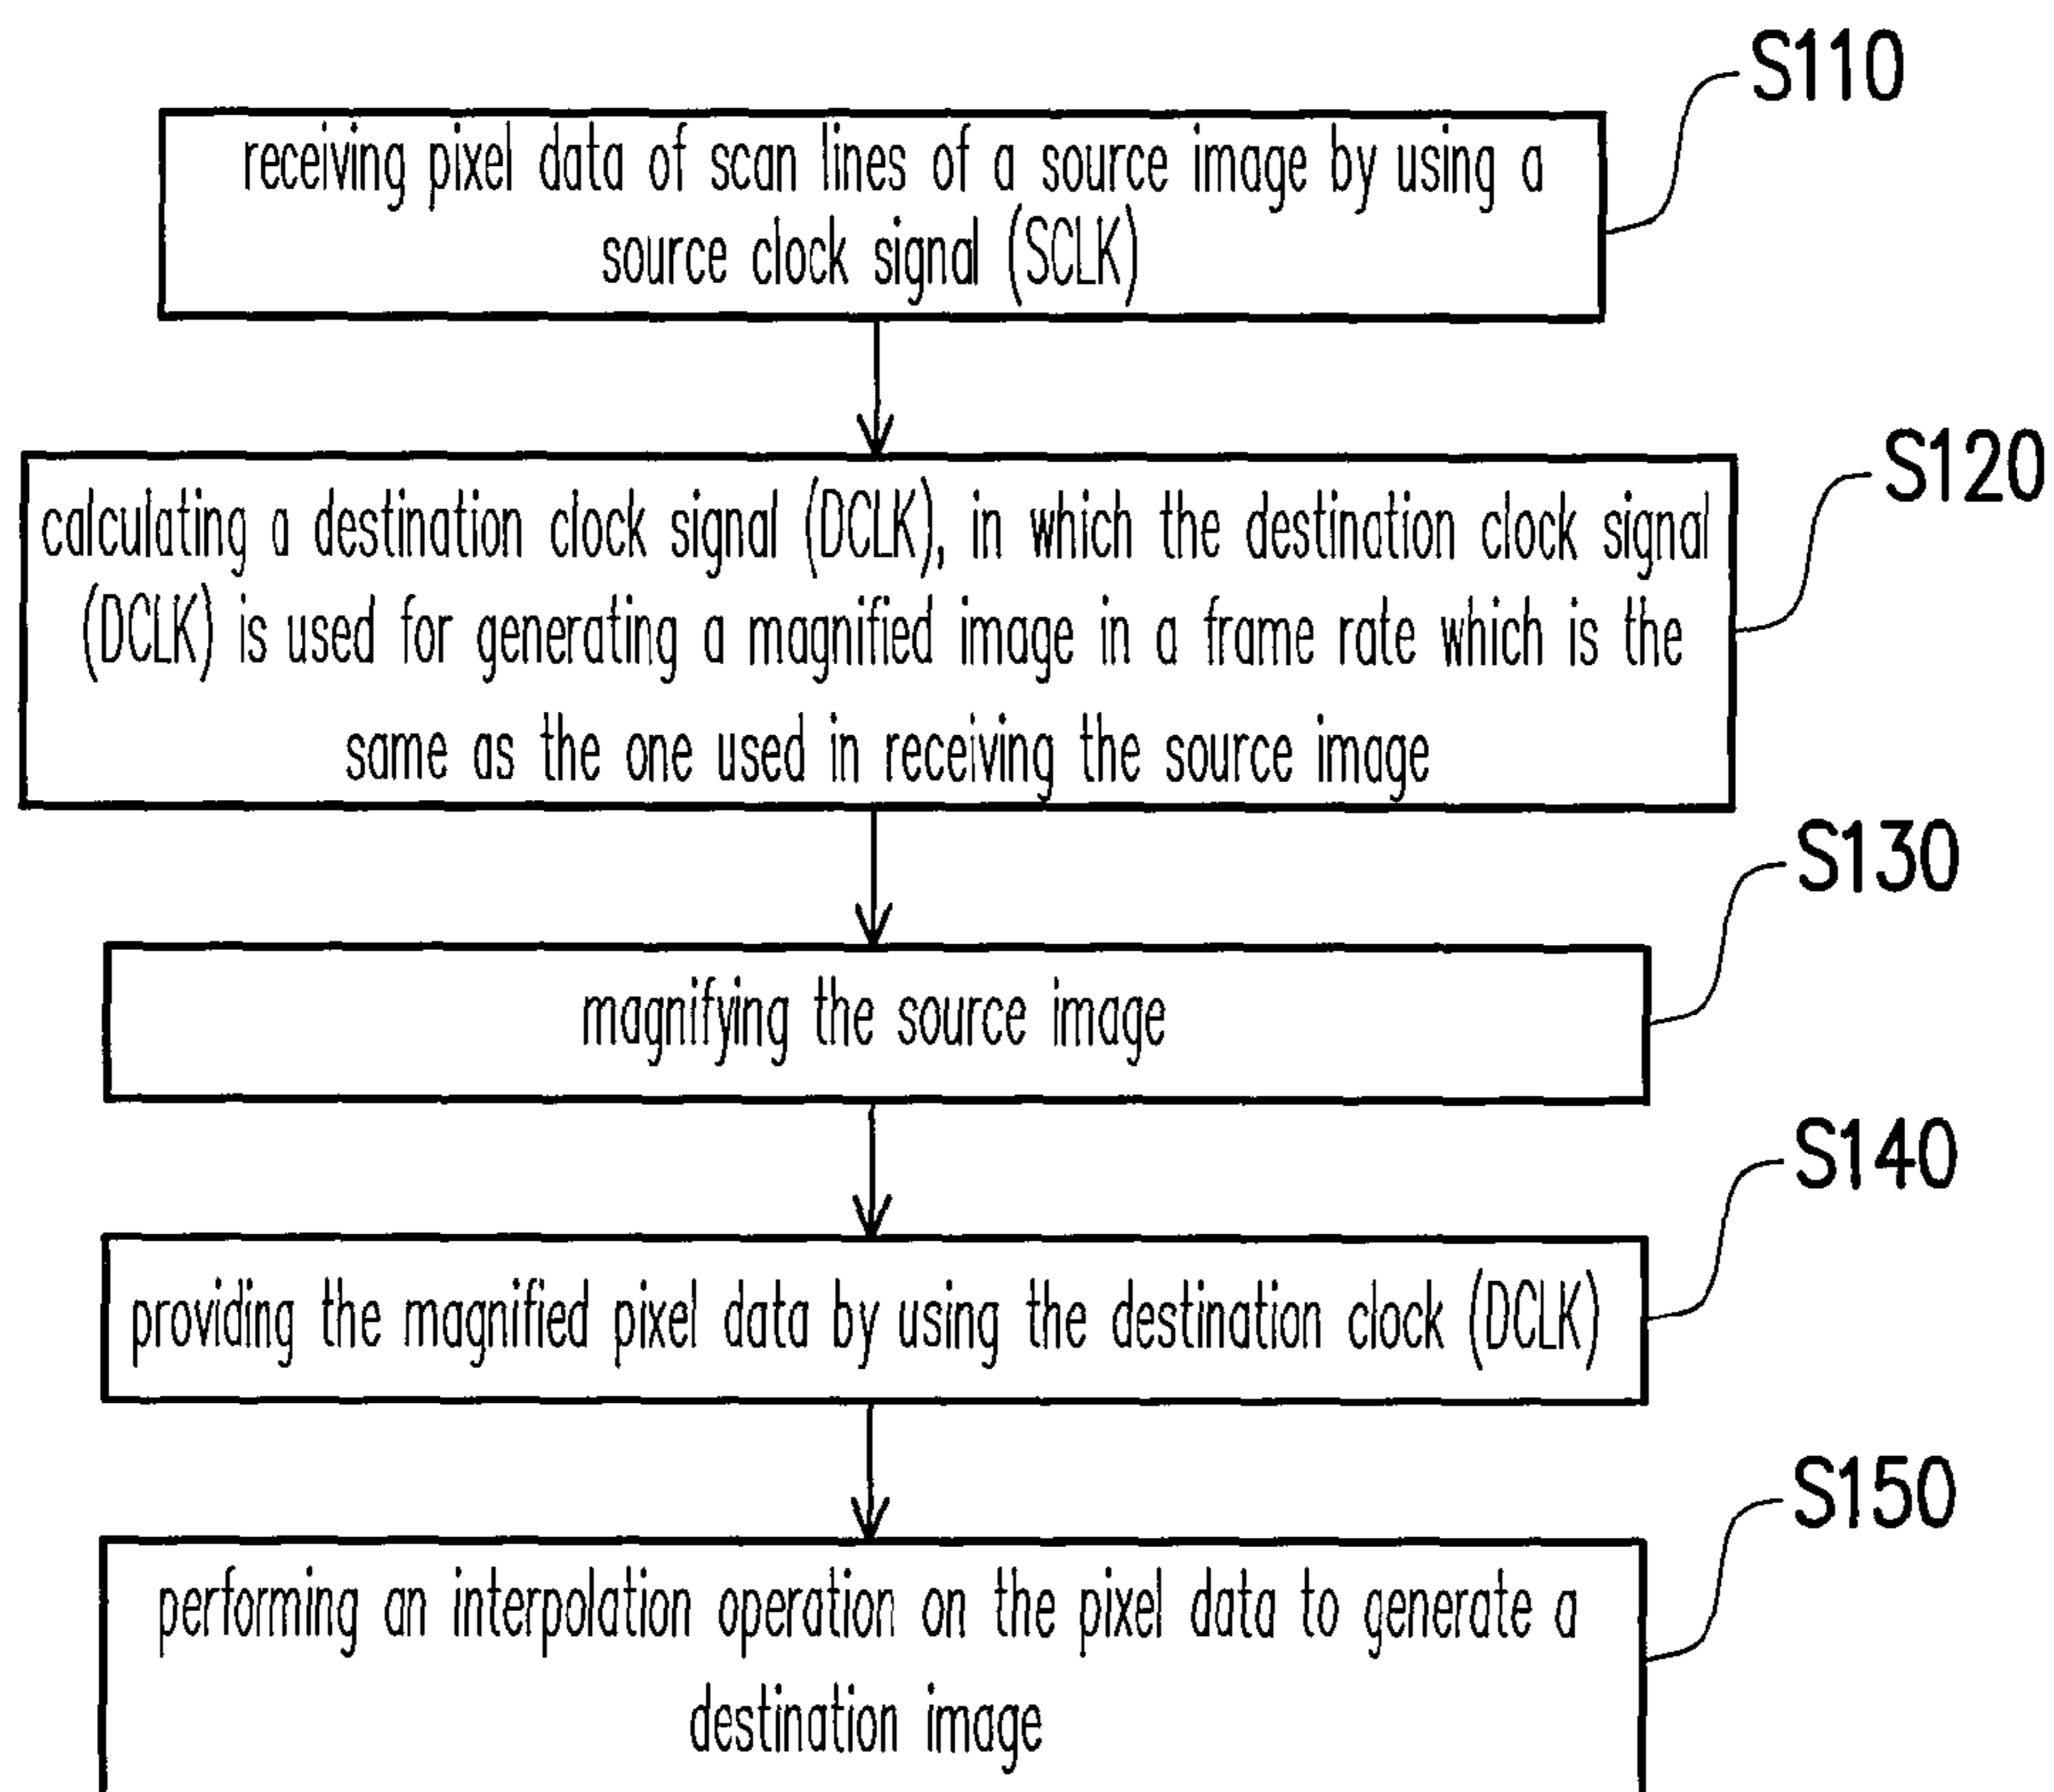 S110
receiving pixel data of scan lines of a source image by using a
source clock signal (SCLK)
S120
calculating a destination clock signal (DCLK), in which the destination clock signal
(DCLK) is used for generating a magnified image in a frame rate which is the
same as the one used in receiving the source image
S130
magnifying the source image
S140
providing the magnified pixel data by using the destination clock (DCLK)
S150
performing an interpolation operation on the pixel data to generate a
destination image